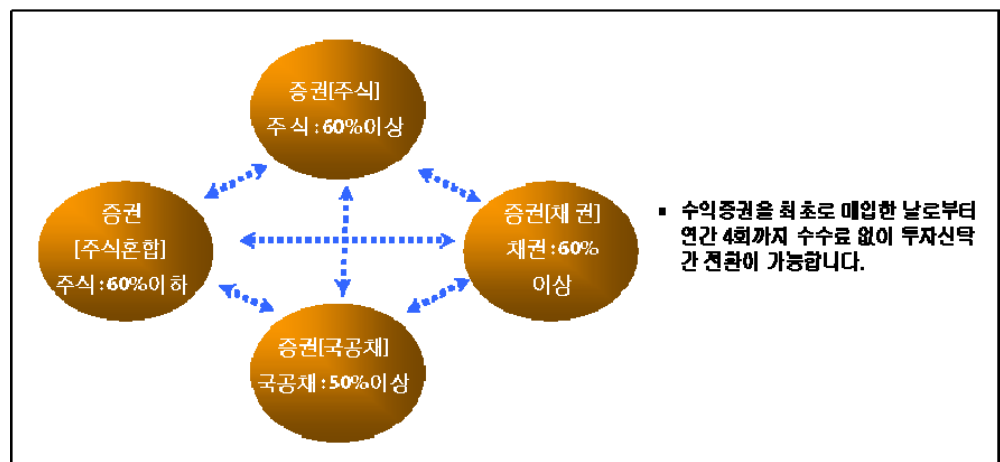 증권[주식]
주식:60%이상
증권
[주식혼합]
주식:60%이하
증권[채권]
채권:60%
이상
증권[국공채]
국공채:50%이상
▪ 수익증권을 최초로 매입한 날로부터
연간 4회까지 수수료 없이 투자신탁
간 전환이 가능합니다.